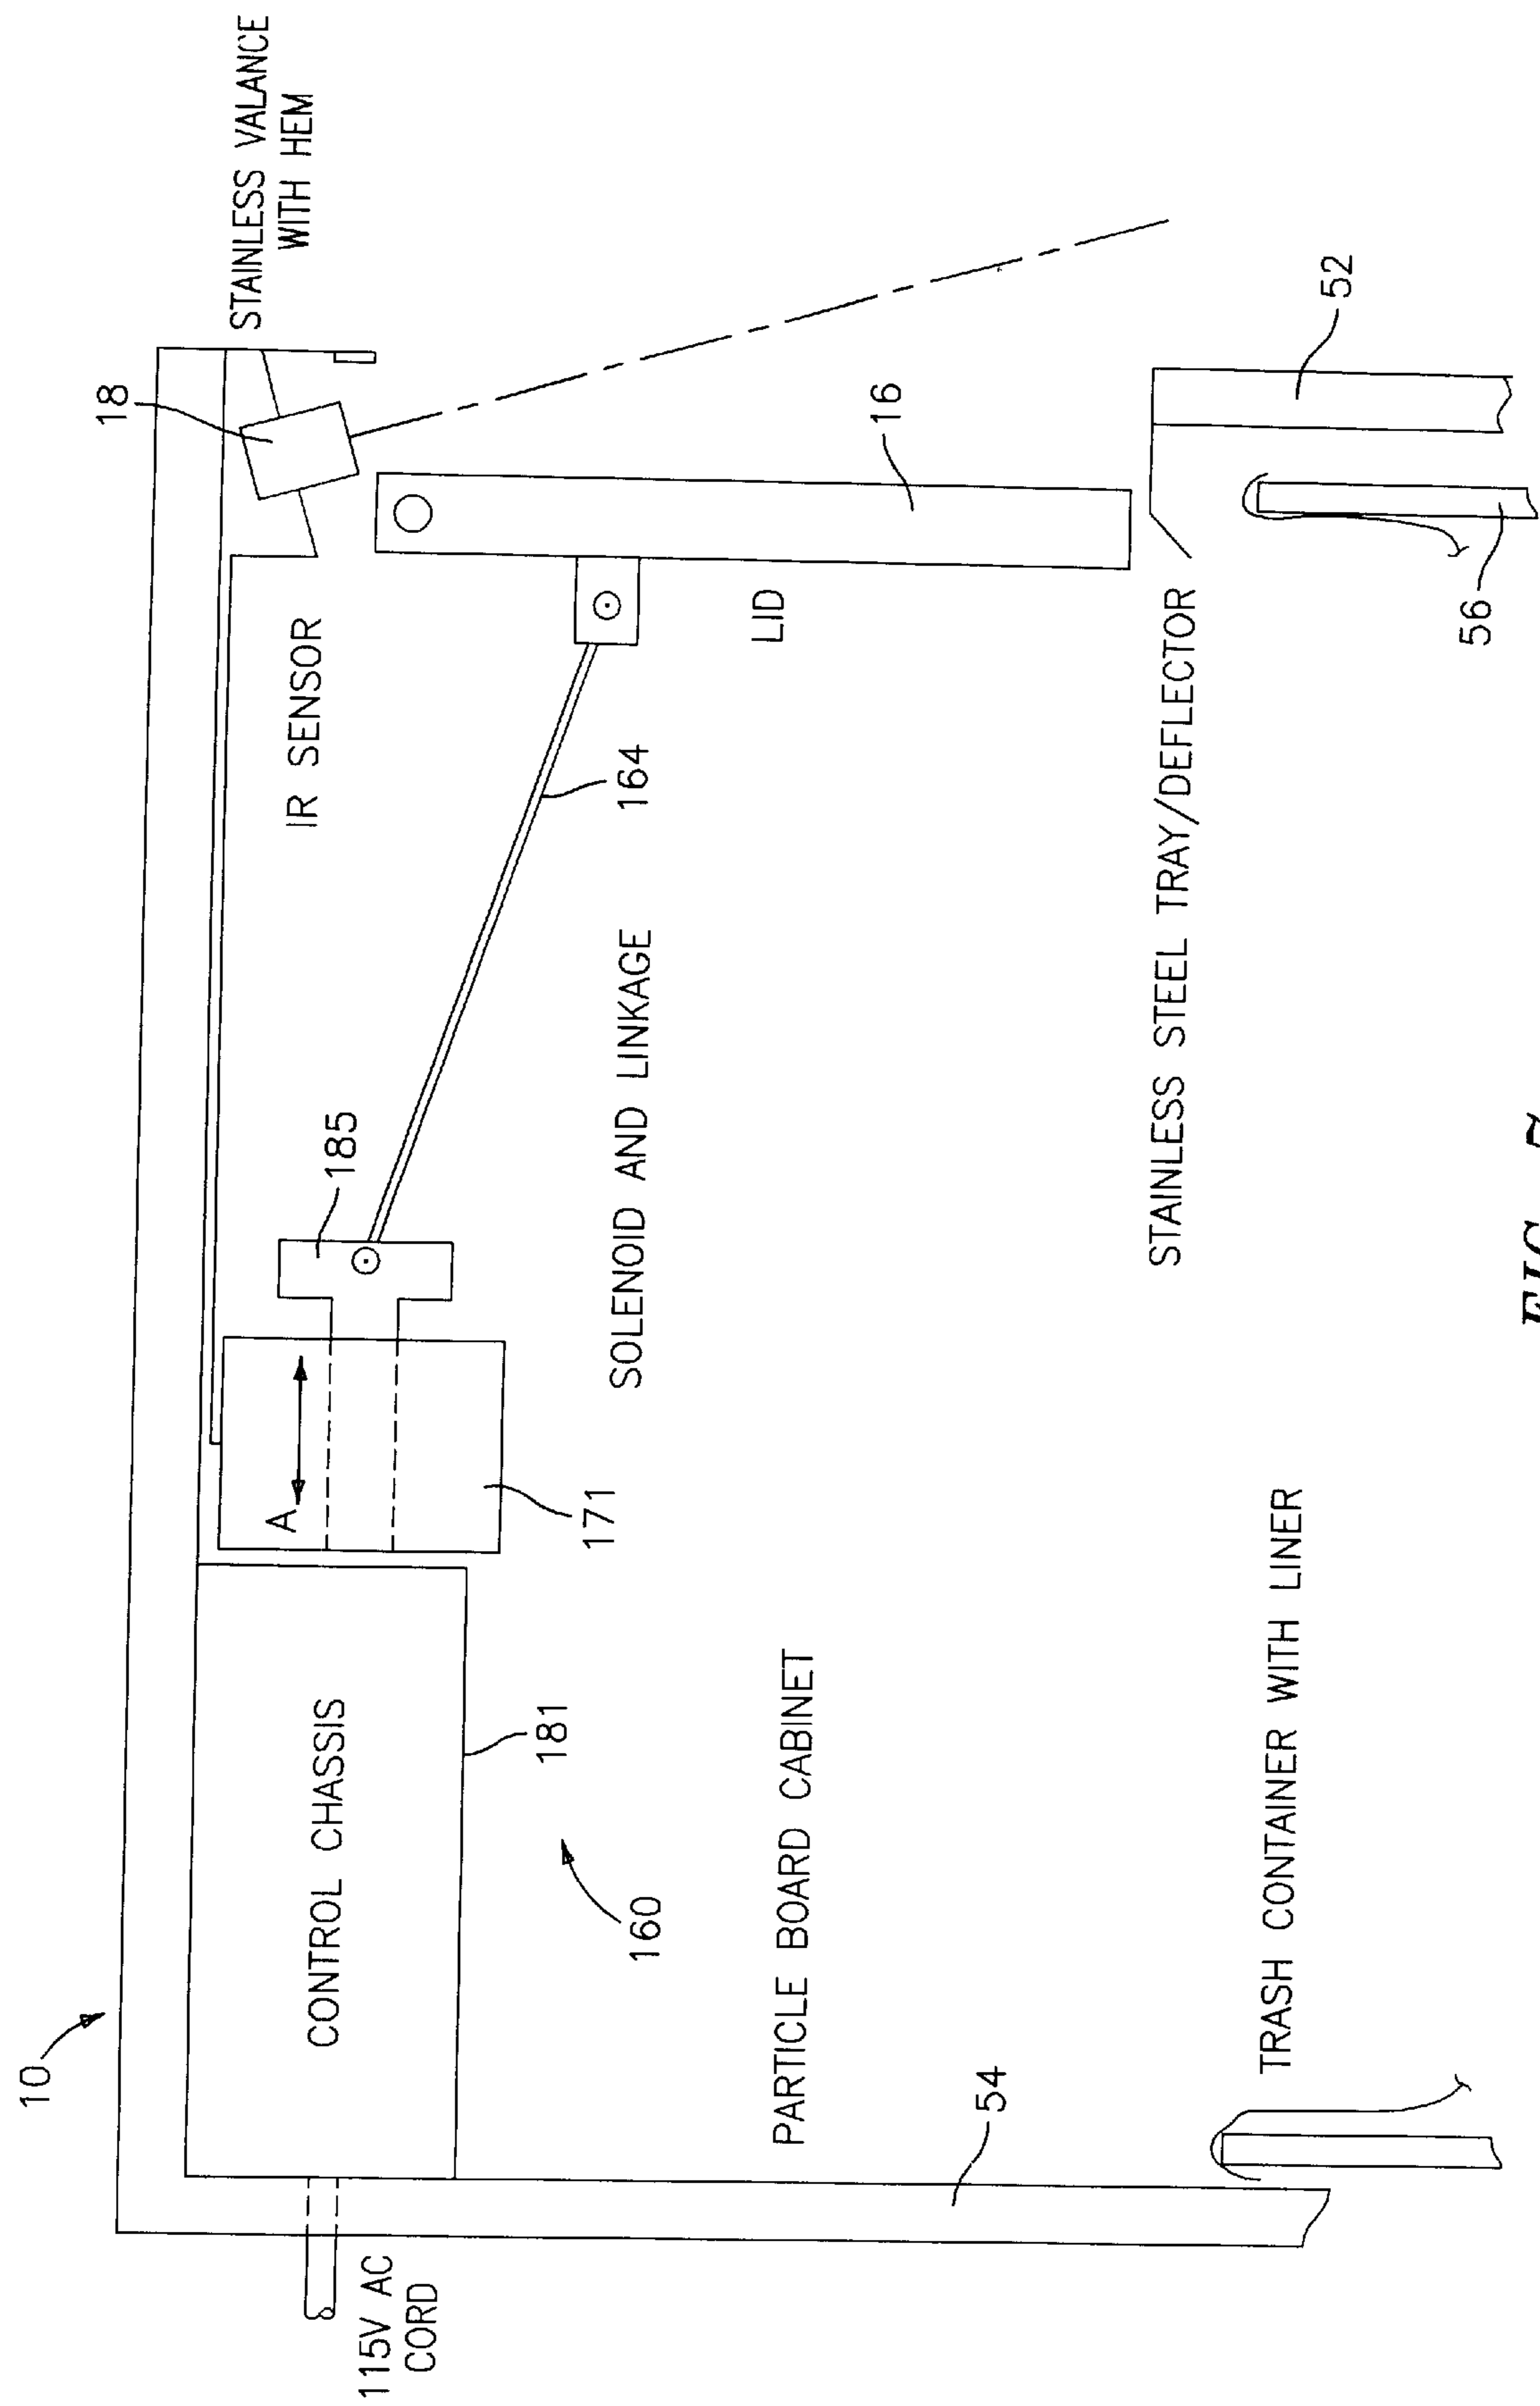 10
18
STAINLESS VALANCE
WITH HEM
115V AC
CORD
CONTROL CHASSIS
181
160
A
171
185
SOLENOID AND LINKAGE
IR SENSOR
164
16
LID
PARTICLE BOARD CABINET
54
STAINLESS STEEL TRAY/DEFLECTOR
52
TRASH CONTAINER WITH LINER
56
FIG.